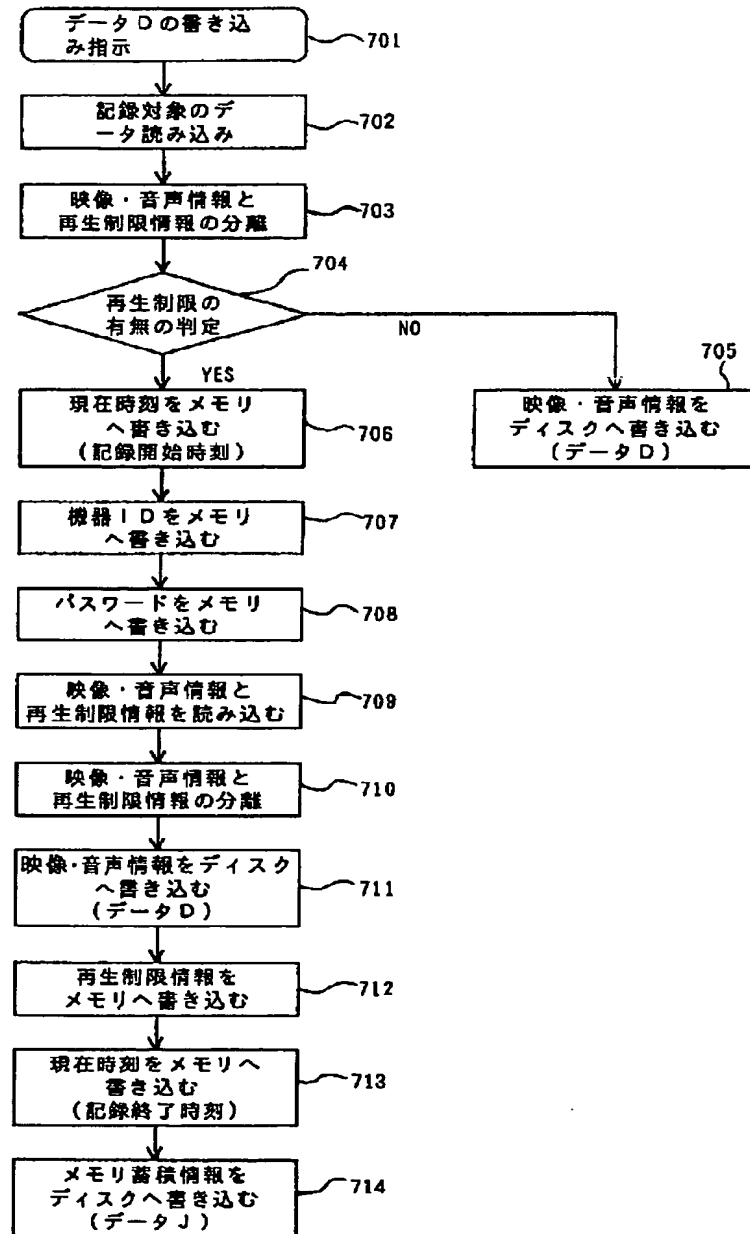 データDの書き込
み指示
701
記録対象のデ
ータ読み込み
702
映像・音声情報と
再生制限情報の分離
703
704
再生制限の
有無の判定
NO
YES
705
映像・音声情報を
ディスクへ書き込む
(データD)
現在時刻をメモリ
へ書き込む
(記録開始時刻)
706
機器IDをメモリ
へ書き込む
707
パスワードをメモリ
へ書き込む
708
映像・音声情報と
再生制限情報を読み込む
709
映像・音声情報と
再生制限情報の分離
710
映像・音声情報をディスク
へ書き込む
(データD)
711
再生制限情報を
メモリへ書き込む
712
現在時刻をメモリへ
書き込む
(記録終了時刻)
713
メモリ蓄積情報を
ディスクへ書き込む
(データJ)
714